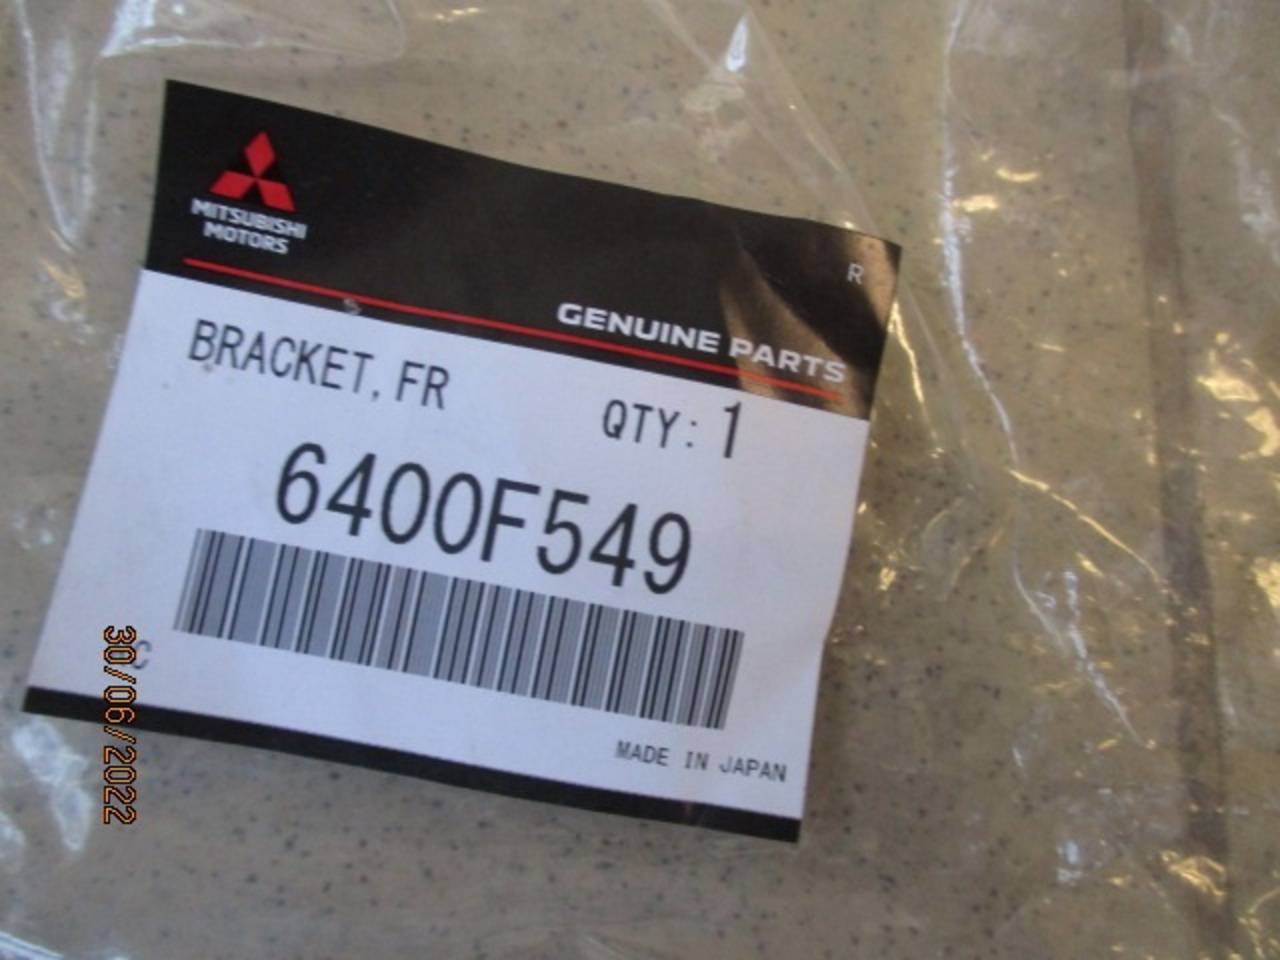 MITSUBISHI
MOTORS
R
S
GENUINE PARTS
BRACKET, FR
QTY: 1
6400F549
C
MADE IN JAPAN
30/06/2022